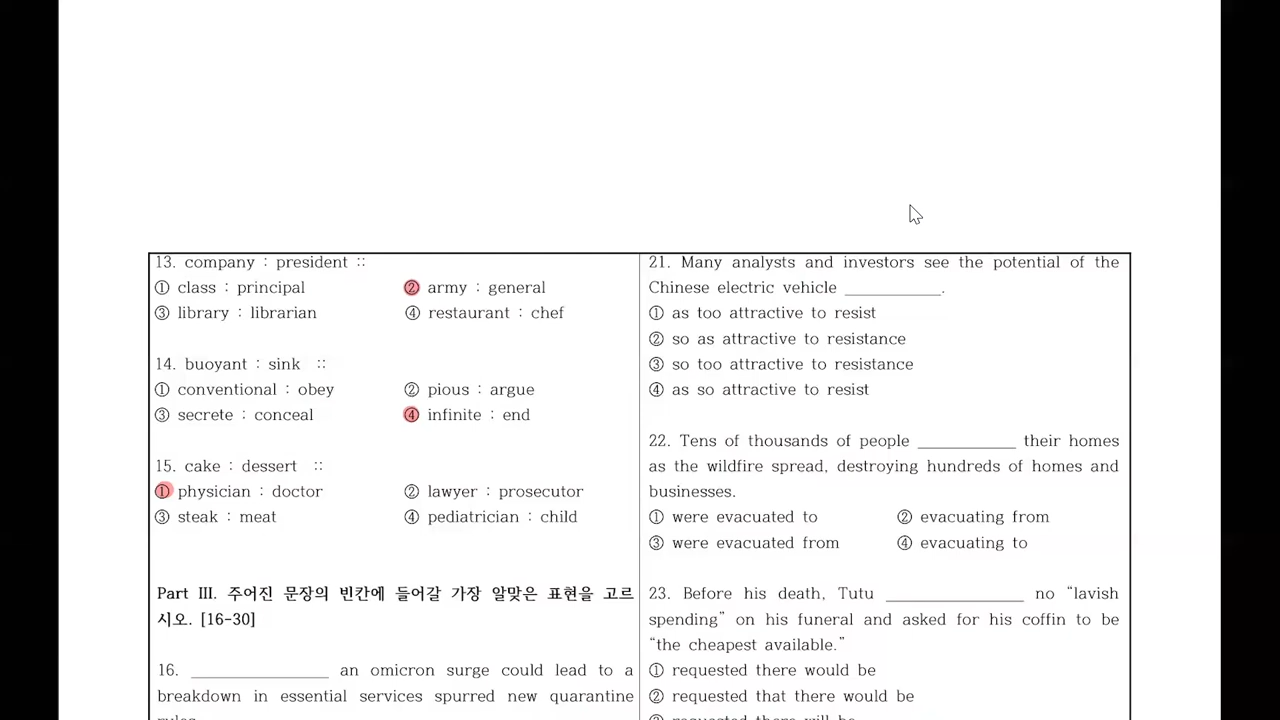 13. company : president ::
① class : principal ② army : general
③ library : librarian ④ restaurant : chef
14. buoyant : sink ::
① conventional : obey ② pious : argue
③ secrete : conceal ④ infinite : end
15. cake : dessert ::
① physician : doctor ② lawyer : prosecutor
③ steak : meat ④ pediatrician : child
Part III. 주어진 문장의 빈칸에 들어갈 가장 알맞은 표현을 고르
시오. [16-30]
16. _______________ an omicron surge could lead to a
breakdown in essential services spurred new quarantine
rules.
21. Many analysts and investors see the potential of the
Chinese electric vehicle ___________.
① as too attractive to resist
② so as attractive to resistance
③ so too attractive to resistance
④ as so attractive to resist
22. Tens of thousands of people ___________ their homes
as the wildfire spread, destroying hundreds of homes and
businesses.
① were evacuated to ② evacuating from
③ were evacuated from ④ evacuating to
23. Before his death, Tutu _______________ no “lavish
spending” on his funeral and asked for his coffin to be
“the cheapest available.”
① requested there would be
② requested that there would be
③ requested there will be